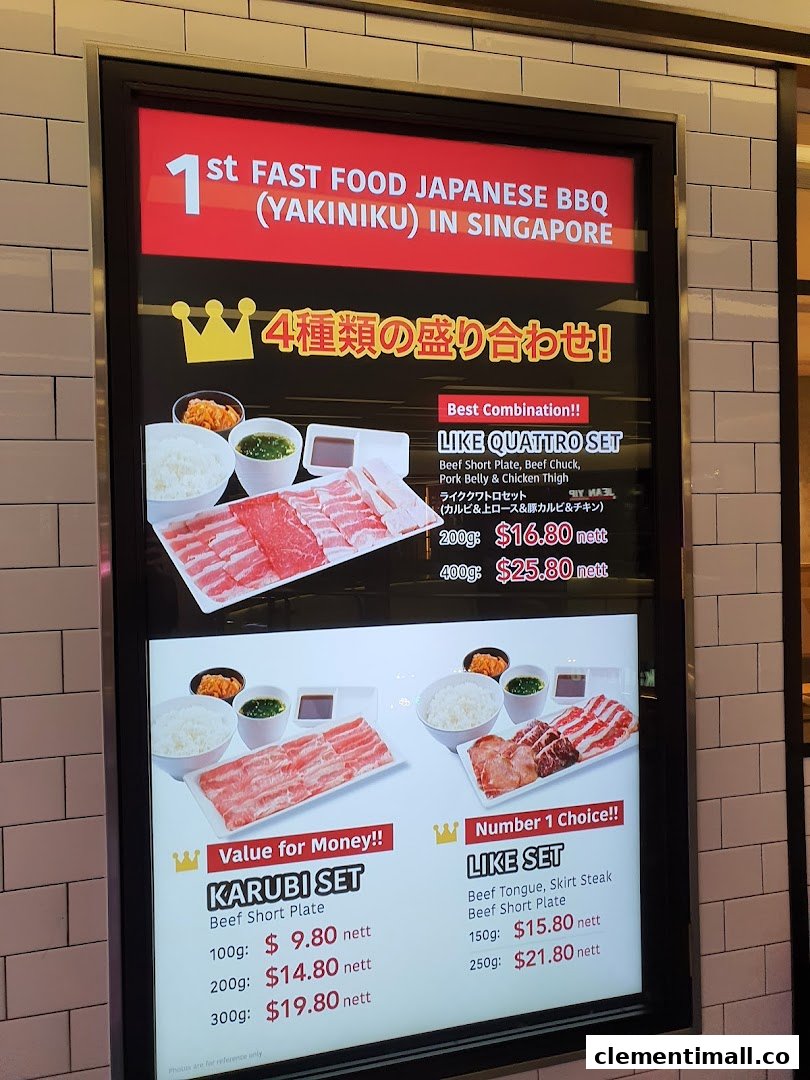 1st FAST FOOD JAPANESE BBQ
(YAKINIKU) IN SINGAPORE
4種類の盛り合わせ!
Best Combination!!
LIKE QUATTRO SET
Beef Short Plate, Beef Chuck,
Pork Belly & Chicken Thigh
ライククワトロセット
(カルビ&上ロース&豚カルビ&チキン)
200g: $16.80 nett
400g: $25.80 nett
Value for Money!!
KARUBI SET
Beef Short Plate
100g: $ 9.80 nett
200g: $14.80 nett
300g: $19.80 nett
Number 1 Choice!!
LIKE SET
Beef Tongue, Skirt Steak
Beef Short Plate
150g: $15.80 nett
250g: $21.80 nett
Photos are for reference only
clementimall.co